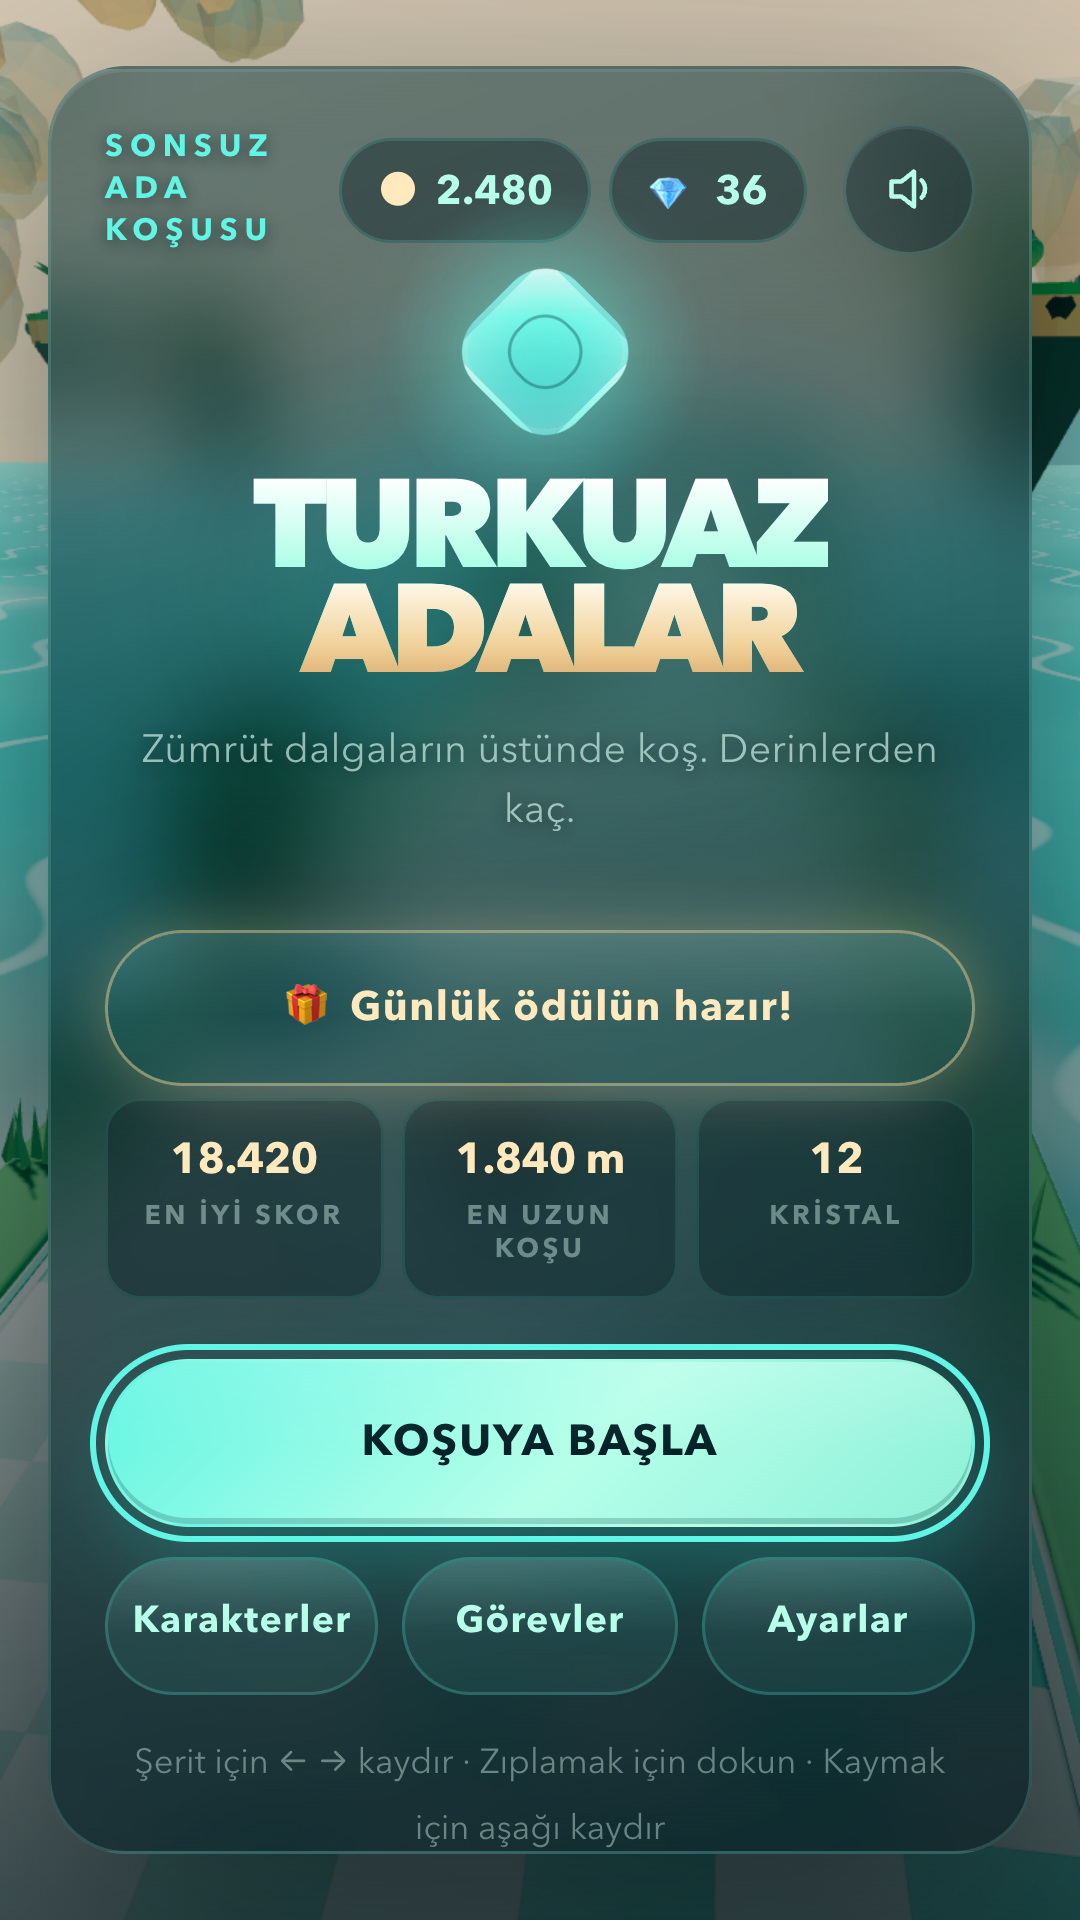 SONSUZ
ADA
KOŞUSU
2.480
36
TURKUAZ
ADALAR
Zümrüt dalgaların üstünde koş. Derinlerden
kaç.
Günlük ödülün hazır!
18.420
EN İYİ SKOR
1.840 m
EN UZUN
KOŞU
12
KRİSTAL
KOŞUYA BAŞLA
Karakterler
Görevler
Ayarlar
Şerit için ← → kaydır · Zıplamak için dokun · Kaymak
için aşağı kaydır